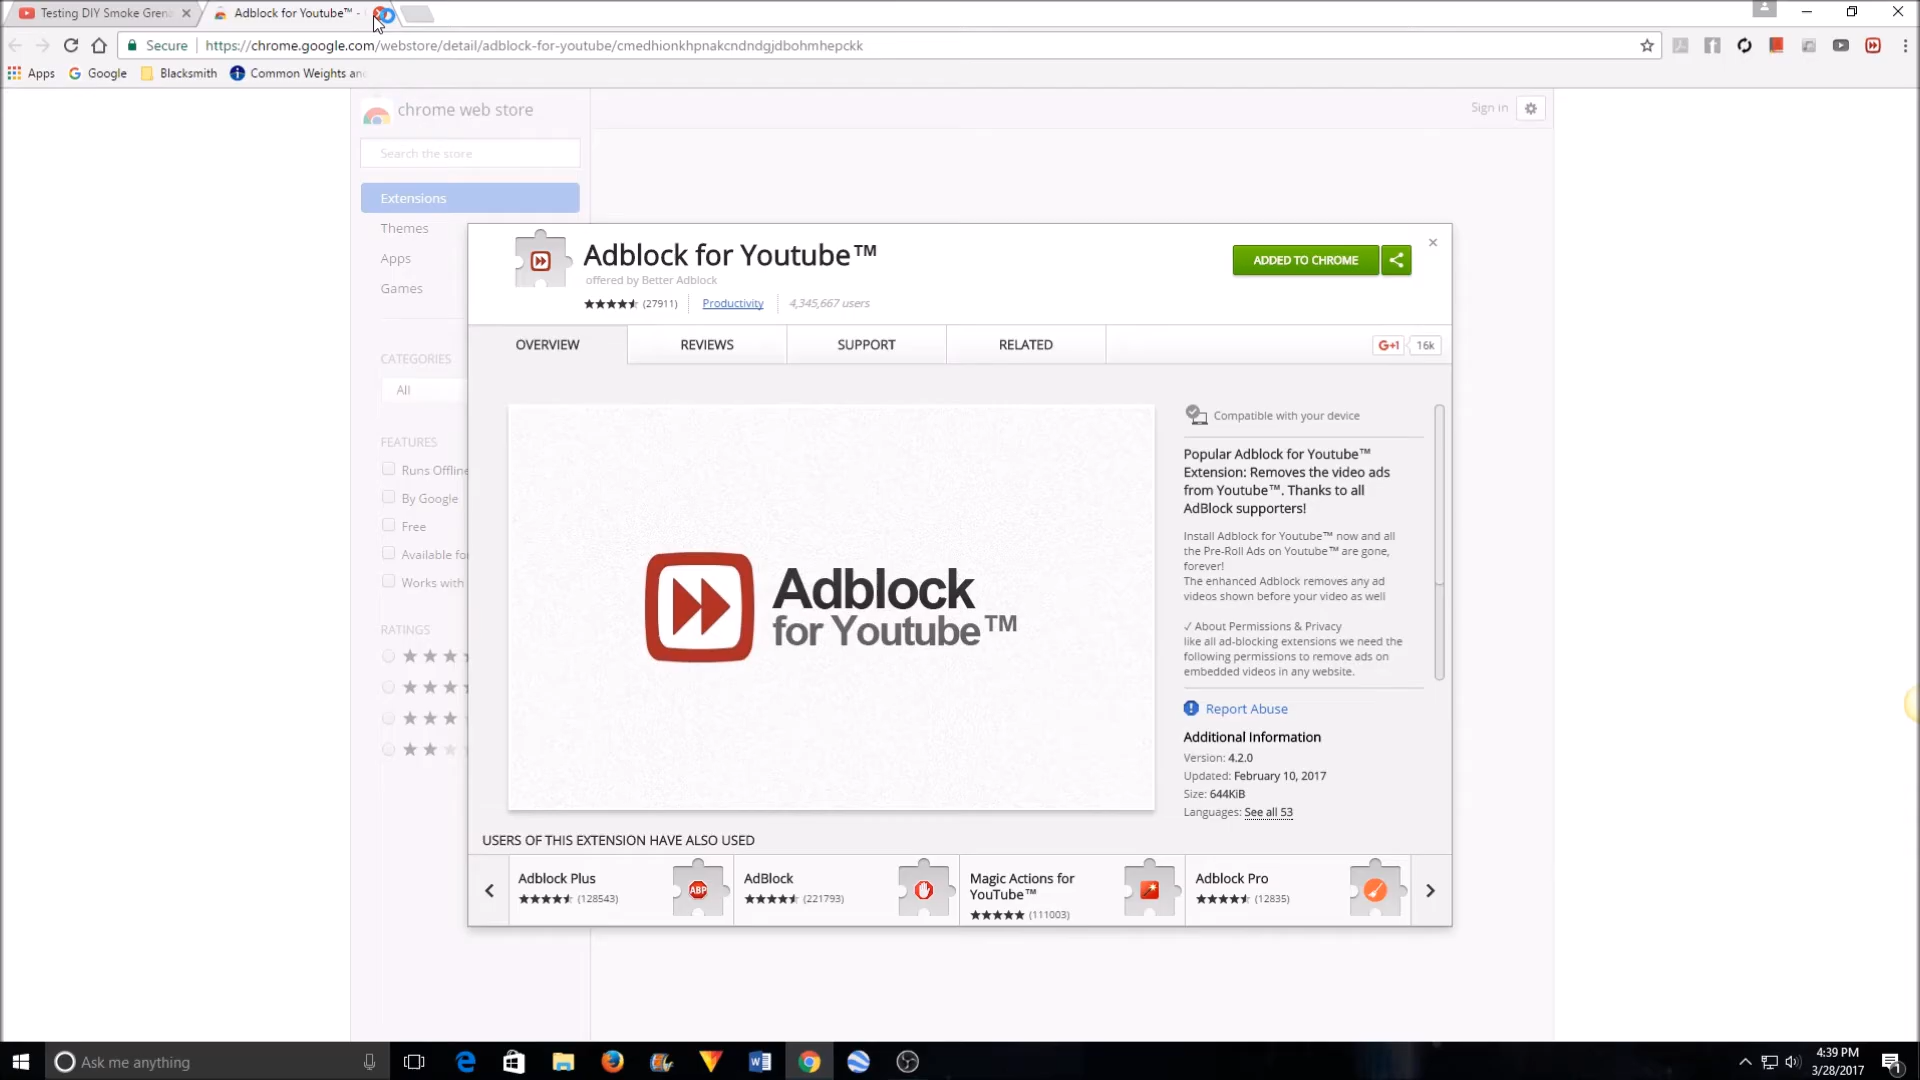 Testing DIY Smoke Gren
Adblock for Youtube™ -
Secure
https://chrome.google.com/webstore/detail/adblock-for-youtube/cmedhionkhpnakcndndgjdbohmhepckk
Apps
Google
Blacksmith
Common Weights an
chrome web store
Sign in
Search the store
Extensions
Themes
Apps
Games
CATEGORIES
All
FEATURES
Runs Offline
By Google
Free
Available fo
Works with
RATINGS
Adblock for Youtube™
offered by Better Adblock
(27911)
Productivity
4,345,667 users
ADDED TO CHROME
OVERVIEW
REVIEWS
SUPPORT
RELATED
G+1
16k
Adblock
for Youtube™
Compatible with your device
Popular Adblock for Youtube™
Extension: Removes the video ads
from Youtube™. Thanks to all
AdBlock supporters!
Install Adblock for Youtube™ now and all
the Pre-Roll Ads on Youtube™ are gone,
forever!
The enhanced Adblock removes any ad
videos shown before your video as well
✓ About Permissions & Privacy
like all ad-blocking extensions we need the
following permissions to remove ads on
embedded videos in any website.
Report Abuse
Additional Information
Version: 4.2.0
Updated: February 10, 2017
Size: 644KiB
Languages: See all 53
USERS OF THIS EXTENSION HAVE ALSO USED
Adblock Plus
(128543)
ABP
AdBlock
(221793)
Magic Actions for
YouTube™
(111003)
Adblock Pro
(12835)
Ask me anything
4:39 PM
3/28/2017